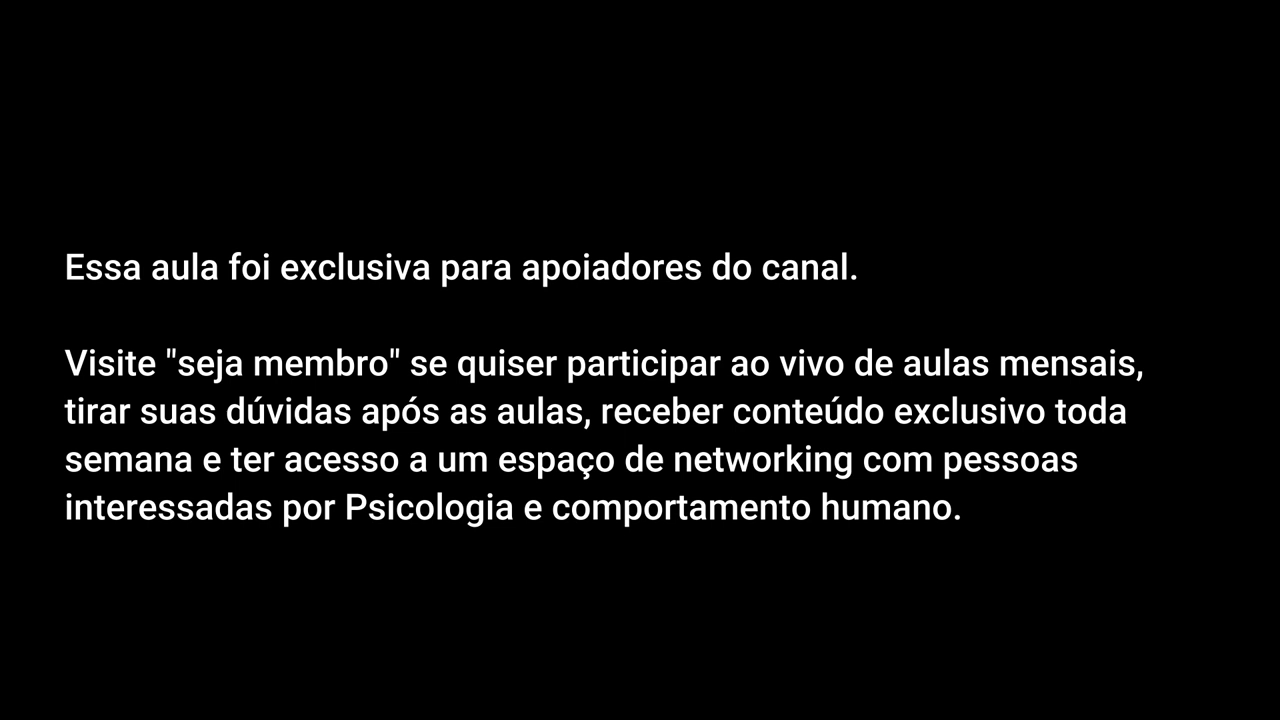 Essa aula foi exclusiva para apoiadores do canal.
Visite "seja membro" se quiser participar ao vivo de aulas mensais,
tirar suas dúvidas após as aulas, receber conteúdo exclusivo toda
semana e ter acesso a um espaço de networking com pessoas
interessadas por Psicologia e comportamento humano.